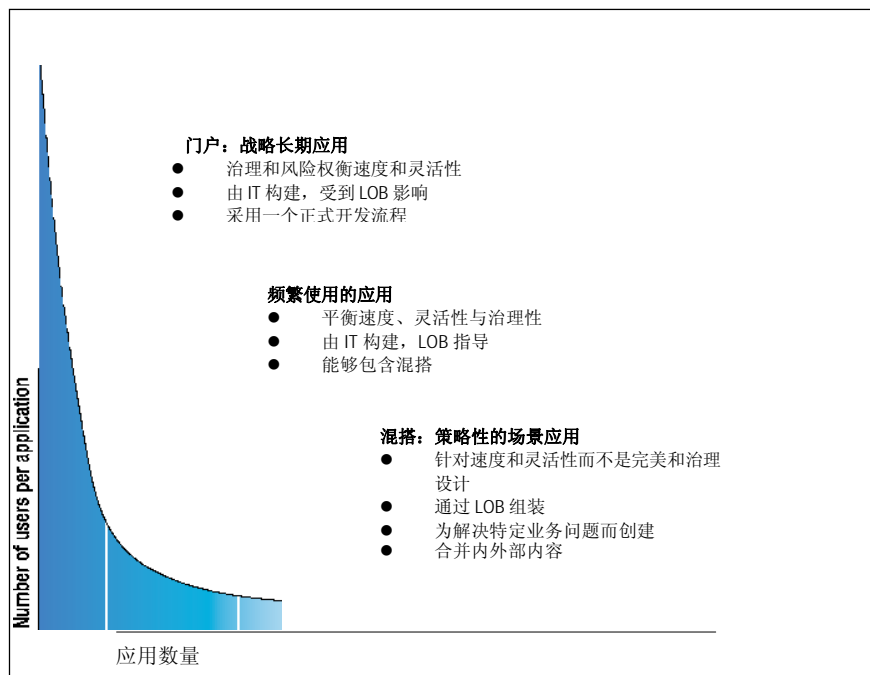 门户：战略长期应用
● 治理和风险权衡速度和灵活性
● 由 IT 构建，受到 LOB 影响
● 采用一个正式开发流程
频繁使用的应用
● 平衡速度、灵活性与治理性
● 由 IT 构建，LOB 指导
● 能够包含混搭
混搭：策略性的场景应用
● 针对速度和灵活性而不是完美和治理
设计
● 通过 LOB 组装
● 为解决特定业务问题而创建
● 合并内外部内容
Number of users per application
应用数量